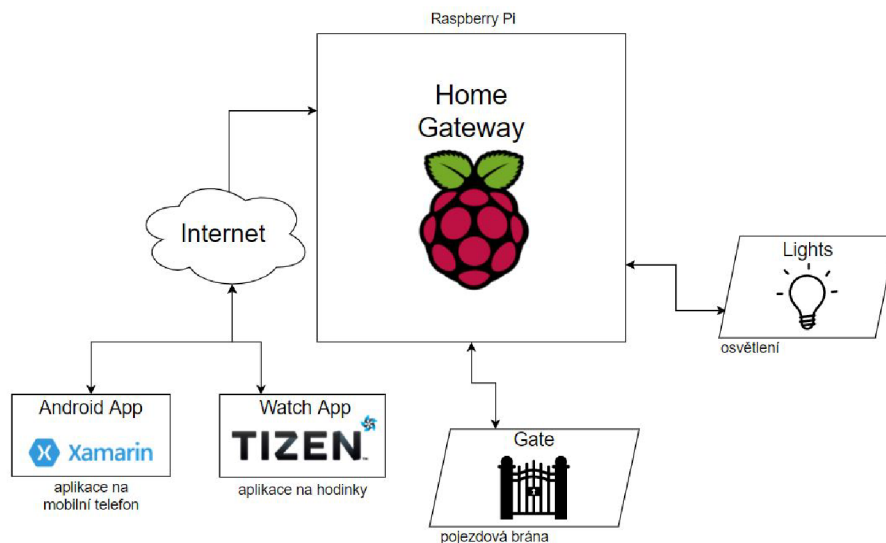 Raspberry Pi
Home
Gateway
Internet
Lights
osvětlení
Android App
Xamarin
aplikace na
mobilní telefon
Watch App
TIZEN™
aplikace na hodinky
Gate
pojezdová brána